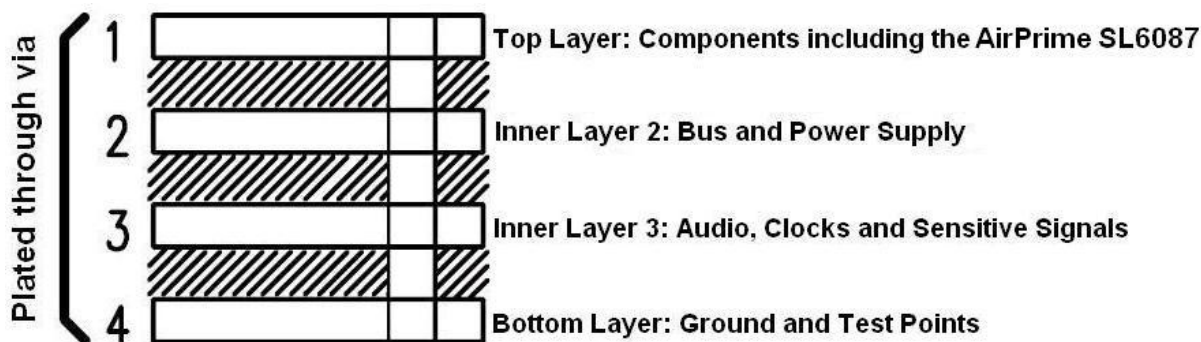 Plated through via
1 Top Layer: Components including the AirPrime SL6087
2 Inner Layer 2: Bus and Power Supply
3 Inner Layer 3: Audio, Clocks and Sensitive Signals
4 Bottom Layer: Ground and Test Points